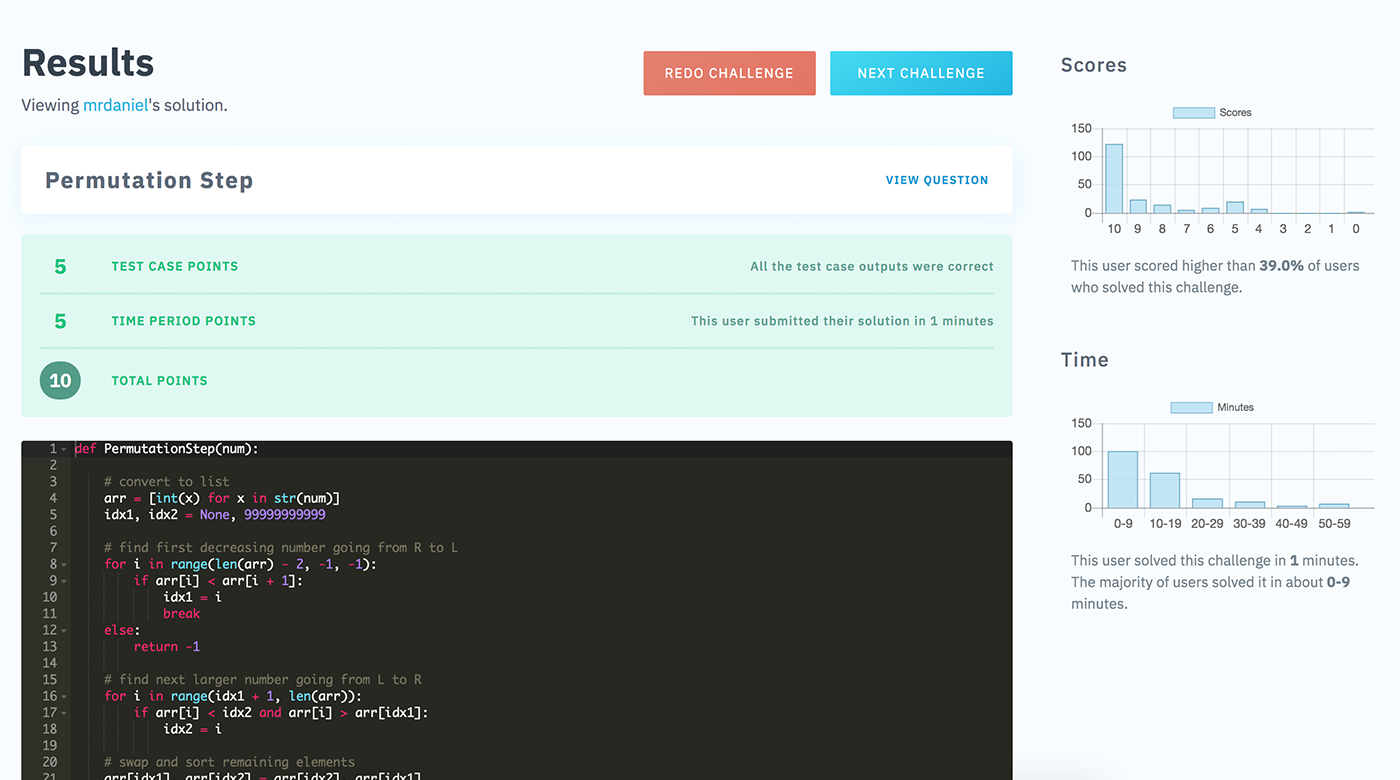 Results
REDO CHALLENGE
NEXT CHALLENGE
Viewing mrdaniel's solution.
Permutation Step
VIEW QUESTION
5 TEST CASE POINTS All the test case outputs were correct
5 TIME PERIOD POINTS This user submitted their solution in 1 minutes
10 TOTAL POINTS
1 def PermutationStep(num):
2
3 # convert to list
4 arr = [int(x) for x in str(num)]
5 idx1, idx2 = None, 99999999999
6
7 # find first decreasing number going from R to L
8 for i in range(len(arr) - 2, -1, -1):
9 if arr[i] < arr[i + 1]:
10 idx1 = i
11 break
12 else:
13 return -1
14
15 # find next larger number going from L to R
16 for i in range(idx1 + 1, len(arr)):
17 if arr[i] < idx2 and arr[i] > arr[idx1]:
18 idx2 = i
19
20 # swap and sort remaining elements
21 arr[idx1], arr[idx2] = arr[idx2], arr[idx1]
Scores
Scores
150
100
50
0
10 9 8 7 6 5 4 3 2 1 0
This user scored higher than 39.0% of users
who solved this challenge.
Time
Minutes
150
100
50
0
0-9 10-19 20-29 30-39 40-49 50-59
This user solved this challenge in 1 minutes.
The majority of users solved it in about 0-9
minutes.